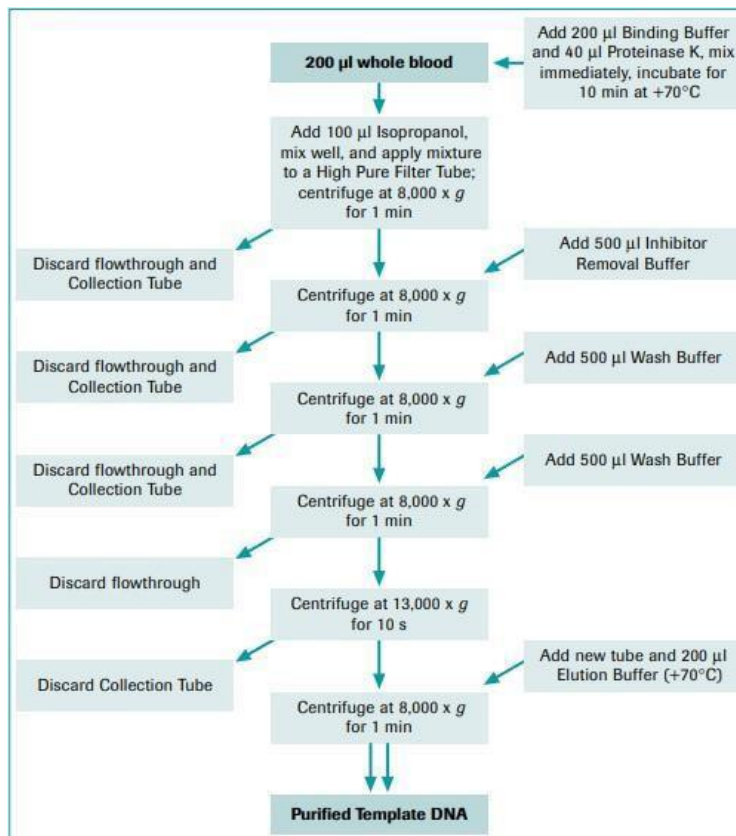 200 µl whole blood
Add 200 µl Binding Buffer
and 40 µl Proteinase K, mix
immediately, incubate for
10 min at +70°C
Add 100 µl Isopropanol,
mix well, and apply mixture
to a High Pure Filter Tube;
centrifuge at 8,000 x g
for 1 min
Discard flowthrough and
Collection Tube
Add 500 µl Inhibitor
Removal Buffer
Centrifuge at 8,000 x g
for 1 min
Discard flowthrough and
Collection Tube
Add 500 µl Wash Buffer
Centrifuge at 8,000 x g
for 1 min
Discard flowthrough and
Collection Tube
Add 500 µl Wash Buffer
Centrifuge at 8,000 x g
for 1 min
Discard flowthrough
Centrifuge at 13,000 x g
for 10 s
Discard Collection Tube
Add new tube and 200 µl
Elution Buffer (+70°C)
Centrifuge at 8,000 x g
for 1 min
Purified Template DNA